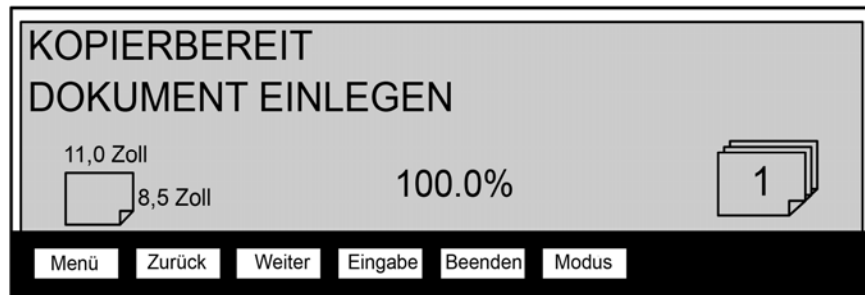 KOPIERBEREIT
DOKUMENT EINLEGEN
11,0 Zoll
8,5 Zoll
100.0%
1
Menü Zurück Weiter Eingabe Beenden Modus